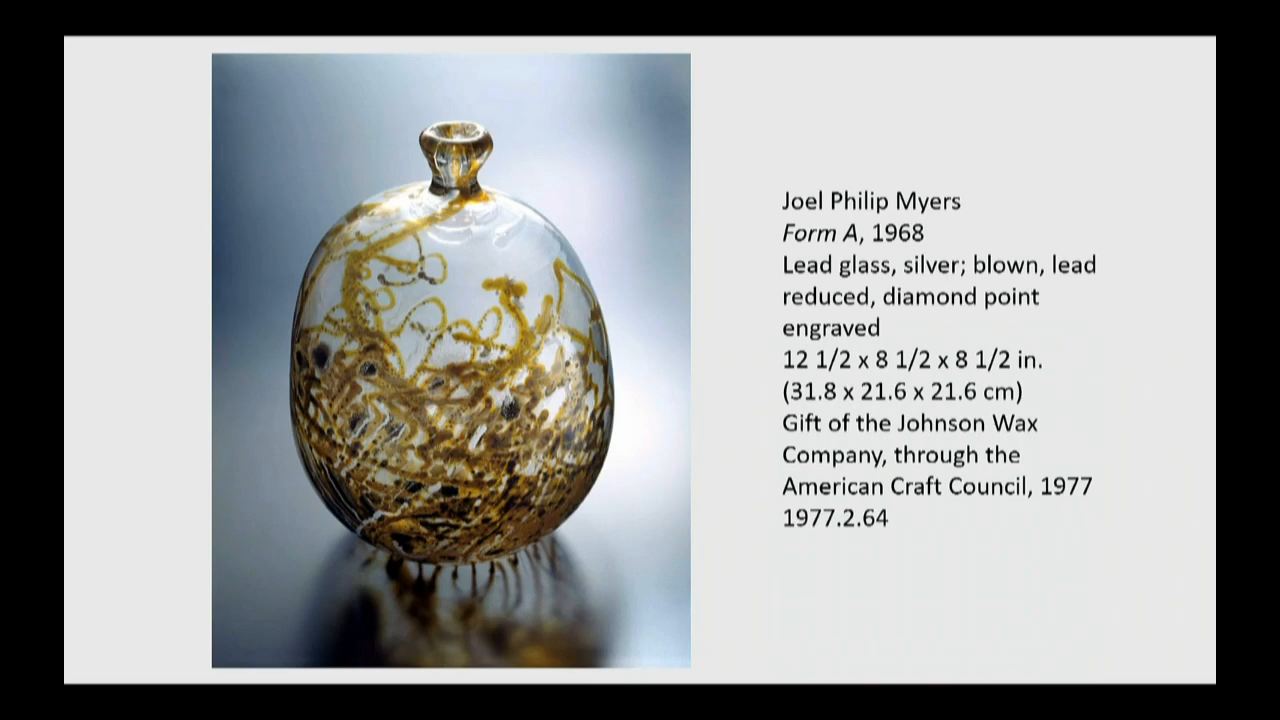 Joel Philip Myers
Form A, 1968
Lead glass, silver; blown, lead
reduced, diamond point
engraved
12 1/2 x 8 1/2 x 8 1/2 in.
(31.8 x 21.6 x 21.6 cm)
Gift of the Johnson Wax
Company, through the
American Craft Council, 1977
1977.2.64